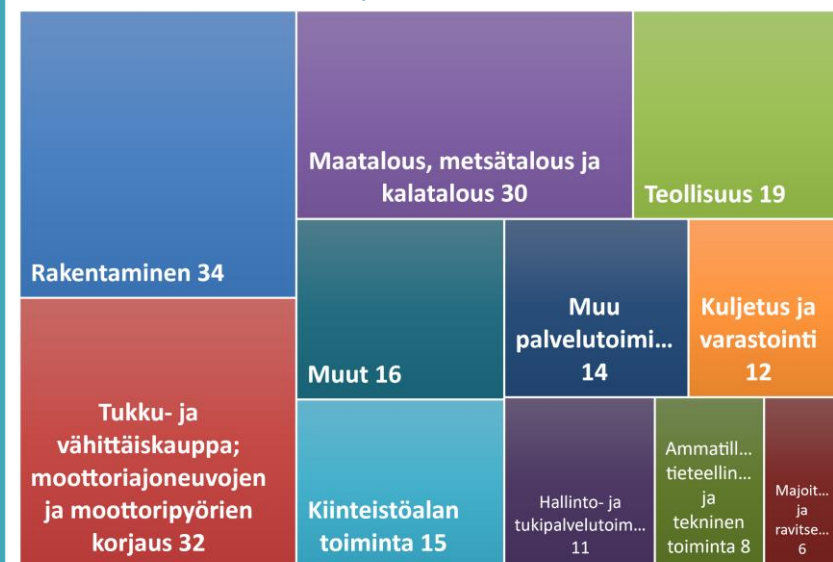 Rakentaminen 34
Maatalous, metsätalous ja
kalatalous 30
Teollisuus 19
Tukku- ja
vähittäiskauppa;
moottoriajoneuvojen
ja moottoripyörien
korjaus 32
Muut 16
Muu
palvelutoimi...
14
Kuljetus ja
varastointi
12
Kiinteistöalan
toiminta 15
Hallinto- ja
tukipalvelutoim...
11
Ammatill...
tieteellin...
ja
tekninen
toiminta 8
Majoit...
ja
ravitse...
6